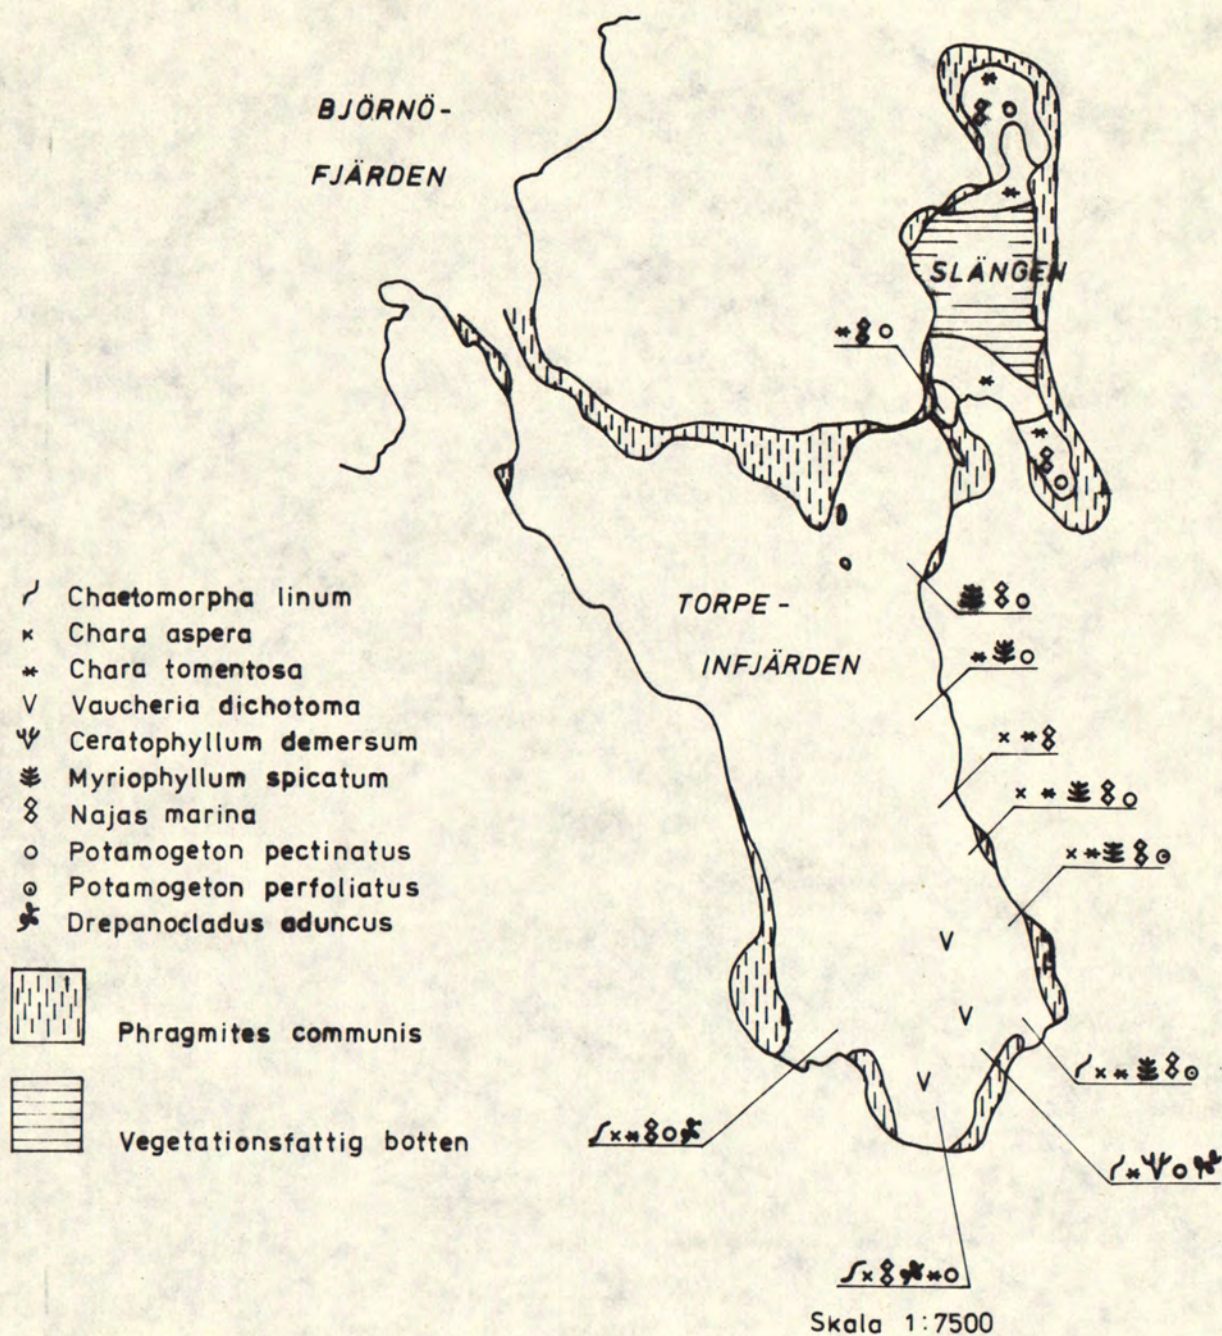 BJÖRNÖ-
FJÄRDEN
SLÄNGEN
TORPE-
INFJÄRDEN
Chaetomorpha linum
Chara aspera
Chara tomentosa
Vaucheria dichotoma
Ceratophyllum demersum
Myriophyllum spicatum
Najas marina
Potamogeton pectinatus
Potamogeton perfoliatus
Drepanocladus aduncus
Phragmites communis
Vegetationsfattig botten
Skala 1:7500